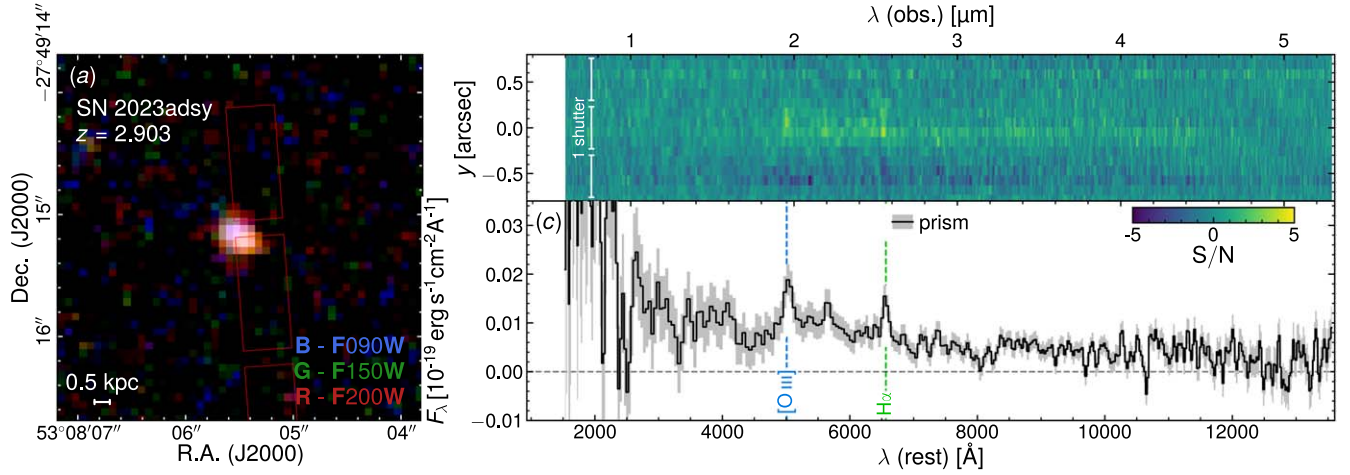 (a)
SN 2023adsy
z = 2.903
B - F090W
G - F150W
R - F200W
0.5 kpc
−27°49′14″
15″
16″
Dec. (J2000)
53°08′07″ 06″ 05″ 04″
R.A. (J2000)
λ (obs.) [μm]
1 2 3 4 5
0.5
0.0
−0.5
y [arcsec]
1 shutter
(c)
prism
-5 0 5
S/N
0.03
0.02
0.01
0.00
−0.01
Fλ [10⁻¹⁹ erg s⁻¹cm⁻² Å⁻¹]
[O III]
Hα
2000 4000 6000 8000 10000 12000
λ (rest) [Å]